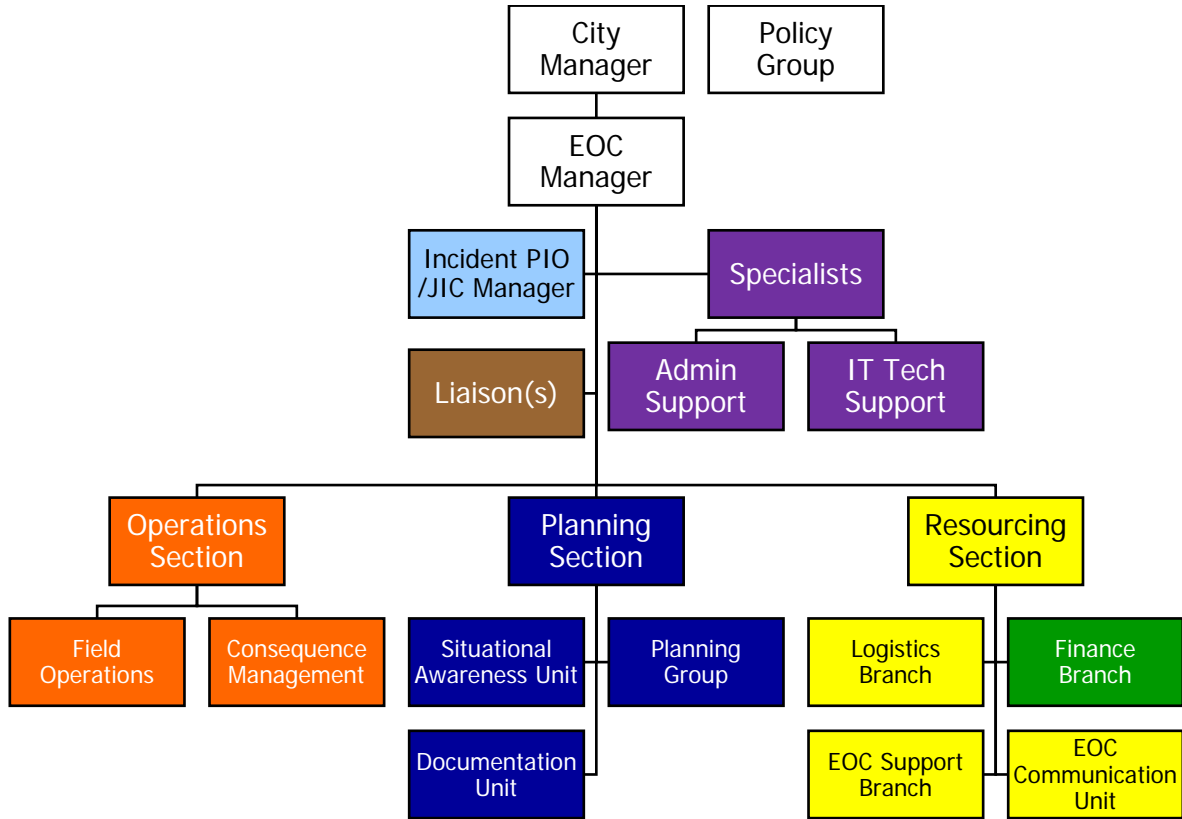 City
Manager
Policy
Group
EOC
Manager
Incident PIO
/JIC Manager
Specialists
Liaison(s)
Admin
Support
IT Tech
Support
Operations
Section
Planning
Section
Resourcing
Section
Field
Operations
Consequence
Management
Situational
Awareness Unit
Planning
Group
Logistics
Branch
Finance
Branch
Documentation
Unit
EOC Support
Branch
EOC
Communication
Unit